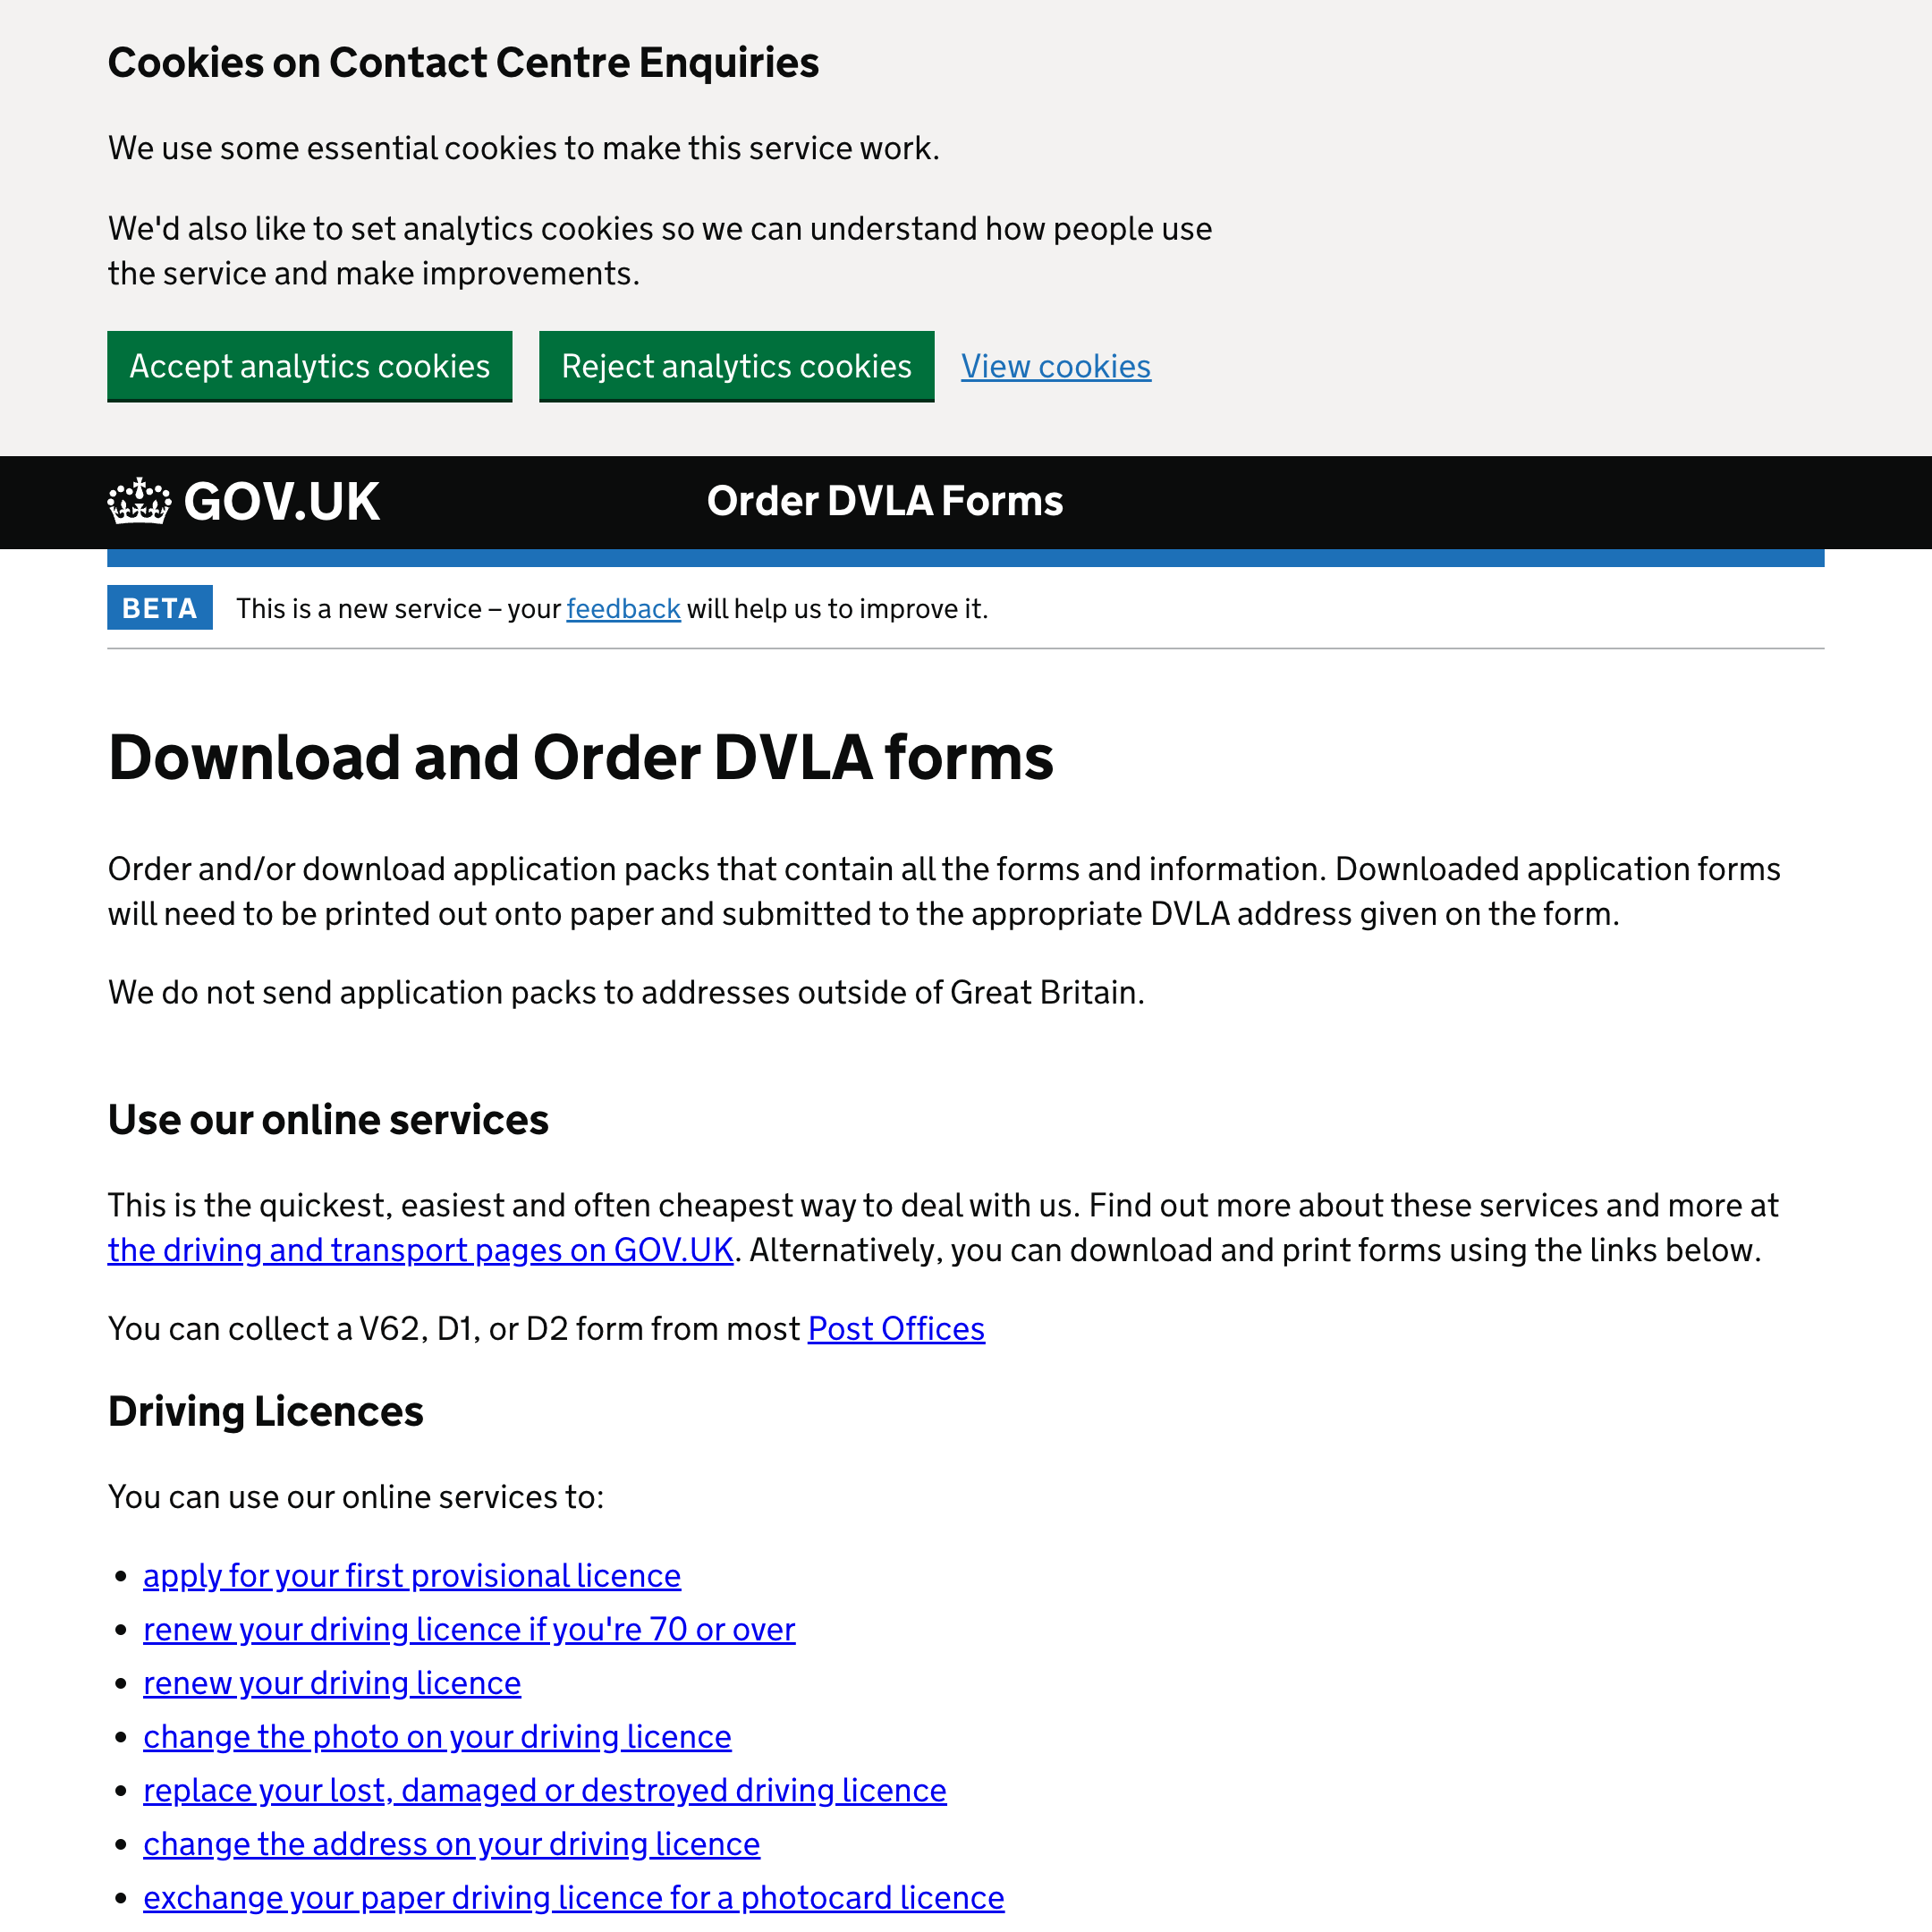 Cookies on Contact Centre Enquiries
We use some essential cookies to make this service work.
We'd also like to set analytics cookies so we can understand how people use
the service and make improvements.
Accept analytics cookies
Reject analytics cookies
View cookies
GOV.UK
Order DVLA Forms
BETA
This is a new service – your feedback will help us to improve it.
Download and Order DVLA forms
Order and/or download application packs that contain all the forms and information. Downloaded application forms
will need to be printed out onto paper and submitted to the appropriate DVLA address given on the form.
We do not send application packs to addresses outside of Great Britain.
Use our online services
This is the quickest, easiest and often cheapest way to deal with us. Find out more about these services and more at
the driving and transport pages on GOV.UK. Alternatively, you can download and print forms using the links below.
You can collect a V62, D1, or D2 form from most Post Offices
Driving Licences
You can use our online services to:
• apply for your first provisional licence
• renew your driving licence if you're 70 or over
• renew your driving licence
• change the photo on your driving licence
• replace your lost, damaged or destroyed driving licence
• change the address on your driving licence
• exchange your paper driving licence for a photocard licence